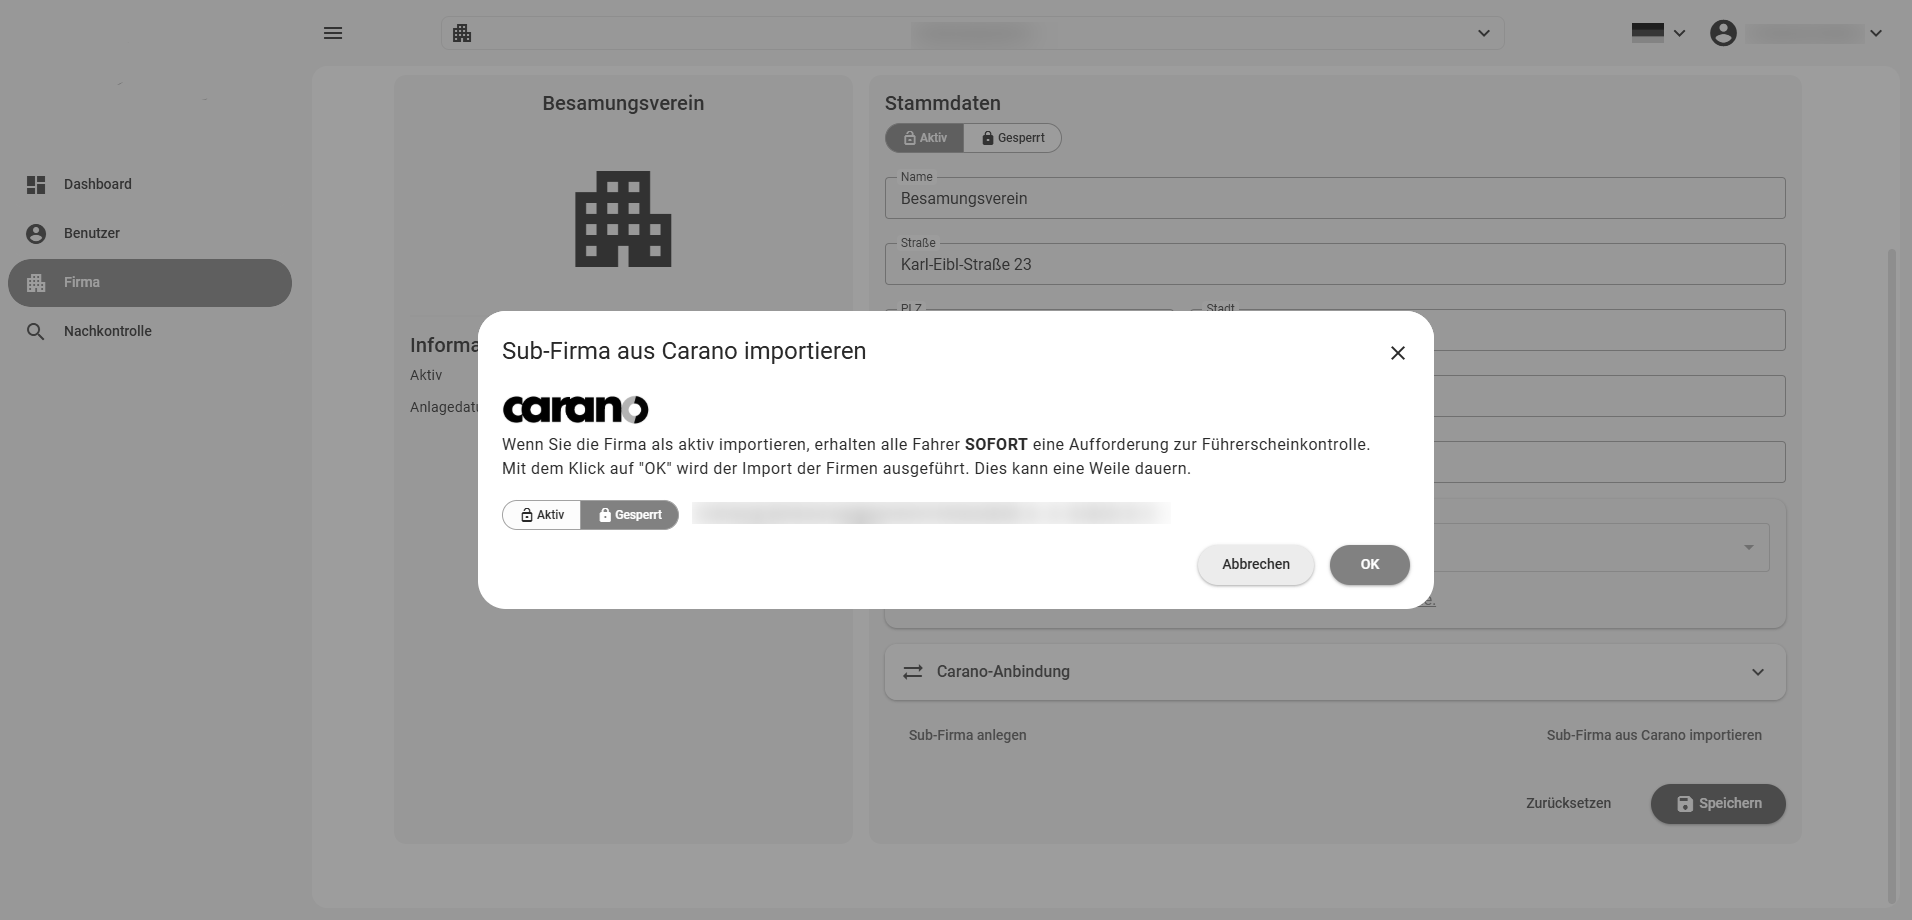 Besamungsverein
Stammdaten
Aktiv
Gesperrt
Name
Besamungsverein
Straße
Karl-Eibl-Straße 23
PLZ
Stadt
Dashboard
Benutzer
Firma
Nachkontrolle
Aktiv
Sub-Firma aus Carano importieren
carano
Wenn Sie die Firma als aktiv importieren, erhalten alle Fahrer SOFORT eine Aufforderung zur Führerscheinkontrolle.
Mit dem Klick auf "OK" wird der Import der Firmen ausgeführt. Dies kann eine Weile dauern.
Aktiv
Gesperrt
Abbrechen
OK
Carano-Anbindung
Sub-Firma anlegen
Sub-Firma aus Carano importieren
Zurücksetzen
Speichern